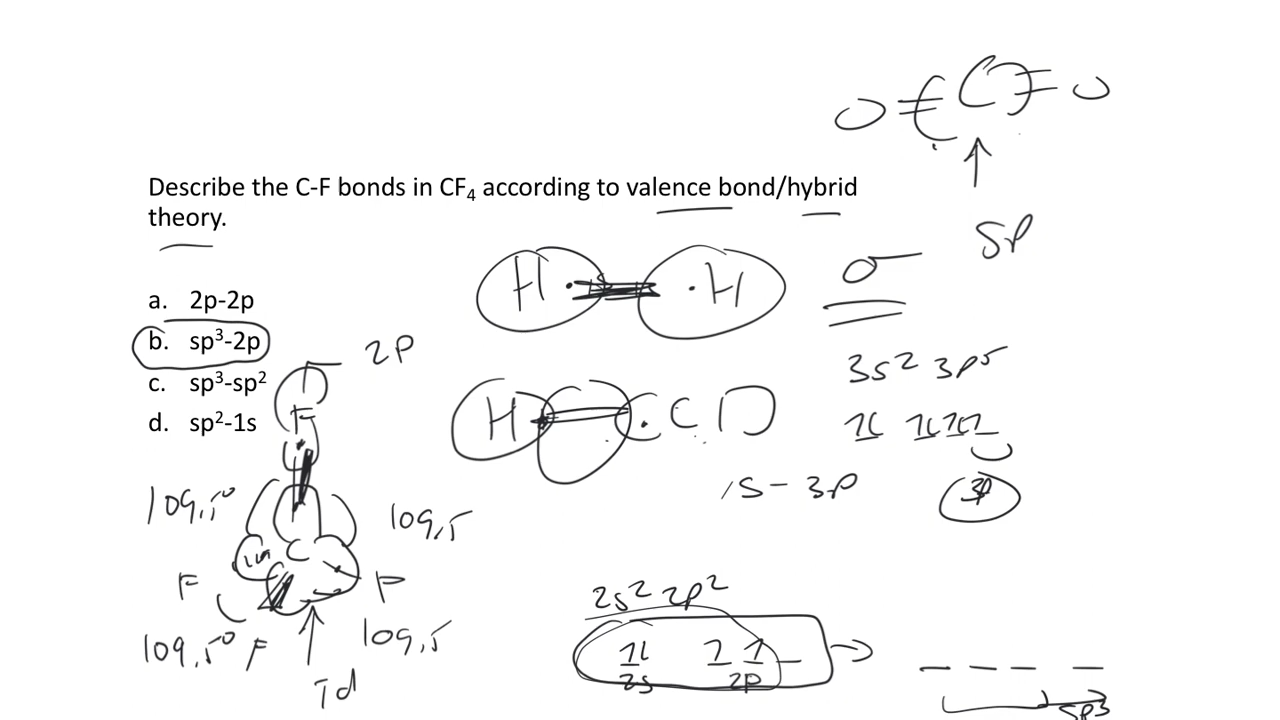 O = C = O
sp
Describe the C-F bonds in CF₄ according to valence bond/hybrid
theory.
H · · H
σ
a. 2p-2p
b. sp³-2p
c. sp³-sp²
d. sp²-1s
2p
F
H Cl
3s² 3p⁵
1s - 3p
3p
109,5°
109,5
C
F F
109,5° F
109,5
Td
2s² 2p²
2s 2p
sp³